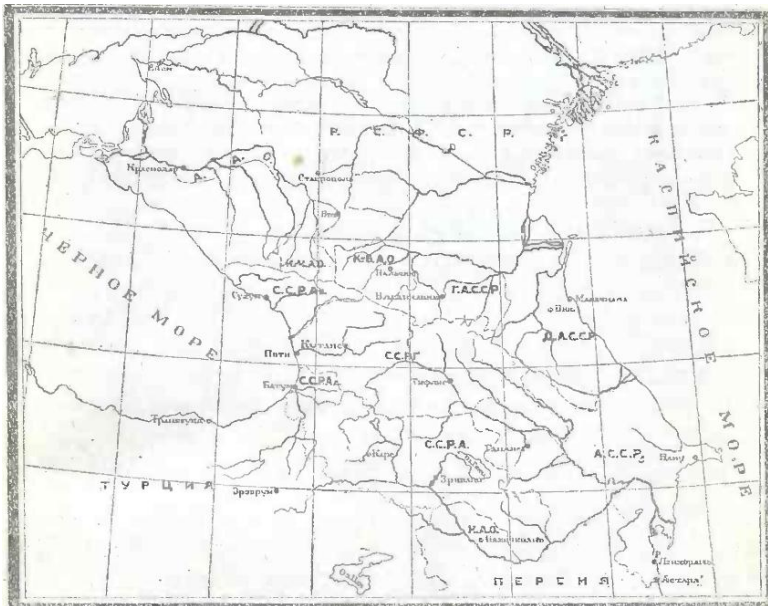 Р. С. Ф. С. Р.
А. А. О.
Краснодар
Ставрополь
КАСПИЙСКОЕ МОРЕ
ЧЕРНОЕ МОРЕ
К.Ч.А.О.
К-Б.А.О.
Нальчик
С.С.Р.А.
Сухум
Владикавказ
Г.А.С.С.Р.
Махачкала
Д.А.С.С.Р.
Поти
Кутаис
С.С.Р.Г.
Батум
С.С.Р.Ад.
Тифлис
Трапезунд
Карс
С.С.Р.А.
Ганджа
А.С.С.Р.
Баку
ТУРЦИЯ
Эрзерум
Эривань
Н.А.О.
Нахичевань
Ленкорань
ПЕРСИЯ
Астара